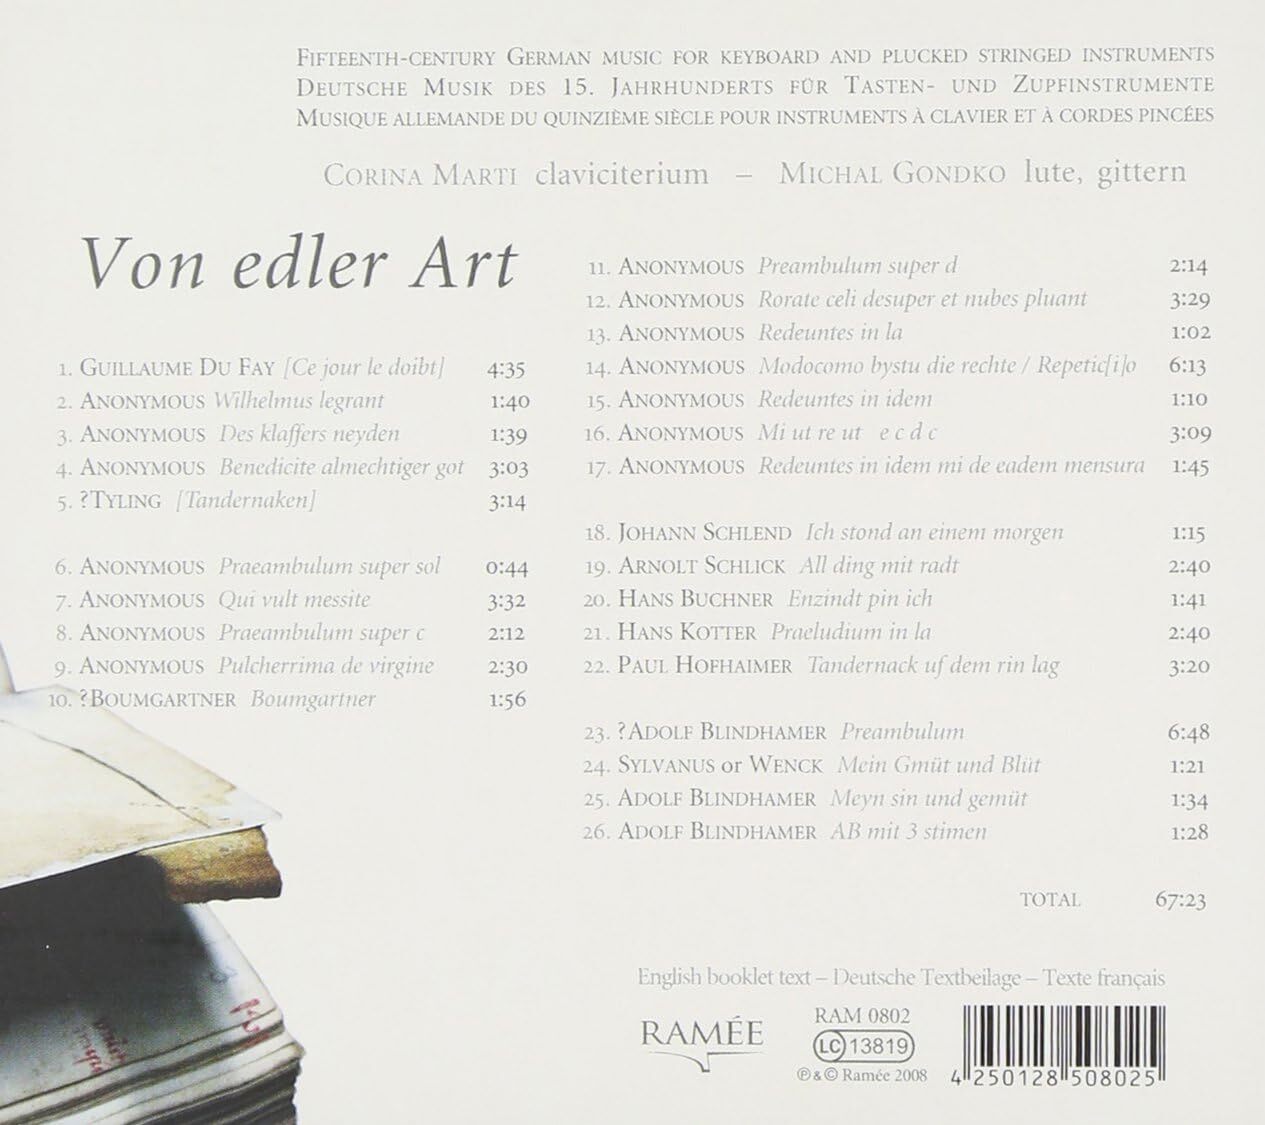 Fifteenth-century German music for keyboard and plucked stringed instruments
Deutsche Musik des 15. Jahrhunderts für Tasten- und Zupfinstrumente
Musique allemande du quinzième siècle pour instruments à clavier et à cordes pincées
Corina Marti claviciterium – Michal Gondko lute, gittern
Von edler Art
1. Guillaume Du Fay [Ce jour le doibt] 4:35
2. Anonymous Wilhelmus legrant 1:40
3. Anonymous Des klaffers neyden 1:39
4. Anonymous Benedicite almechtiger got 3:03
5. ?Tyling [Tandernaken] 3:14
6. Anonymous Praeambulum super sol 0:44
7. Anonymous Qui vult messite 3:32
8. Anonymous Praeambulum super c 2:12
9. Anonymous Pulcherrima de virgine 2:30
10. ?Boumgartner Boumgartner 1:56
11. Anonymous Preambulum super d 2:14
12. Anonymous Rorate celi desuper et nubes pluant 3:29
13. Anonymous Redeuntes in la 1:02
14. Anonymous Modocomo bystu die rechte / Repetic[i]o 6:13
15. Anonymous Redeuntes in idem 1:10
16. Anonymous Mi ut re ut e c d c 3:09
17. Anonymous Redeuntes in idem mi de eadem mensura 1:45
18. Johann Schlend Ich stond an einem morgen 1:15
19. Arnolt Schlick All ding mit radt 2:40
20. Hans Buchner Enzindt pin ich 1:41
21. Hans Kotter Praeludium in la 2:40
22. Paul Hofhaimer Tandernack uf dem rin lag 3:20
23. ?Adolf Blindhamer Preambulum 6:48
24. Sylvanus or Wenck Mein Gmüt und Blüt 1:21
25. Adolf Blindhamer Meyn sin und gemüt 1:34
26. Adolf Blindhamer AB mit 3 stimen 1:28
total 67:23
English booklet text – Deutsche Textbeilage – Texte français
RAMÉE
RAM 0802
LC 13819
℗ & © Ramée 2008
4 250128 508025